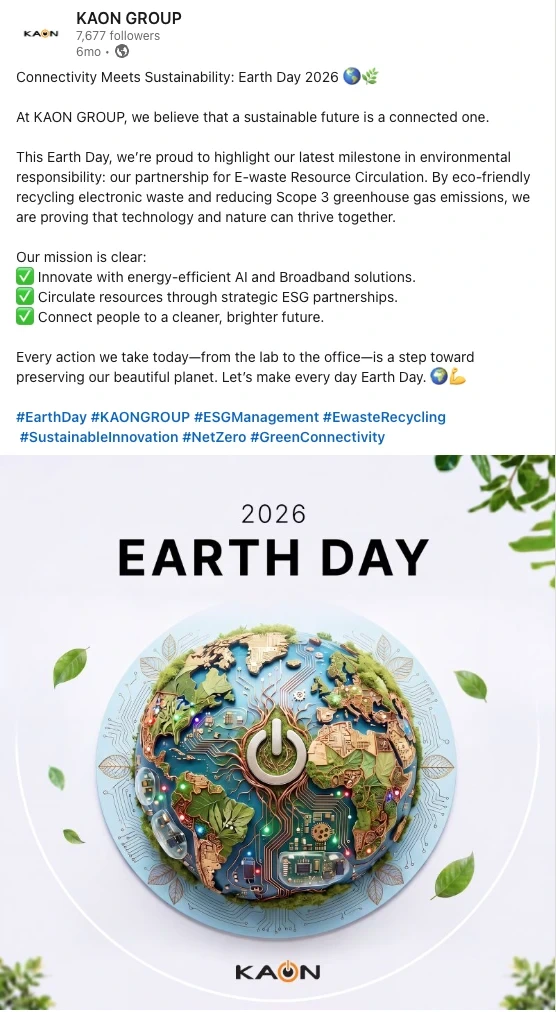 KAON
KAON GROUP
7,677 followers
6mo •
Connectivity Meets Sustainability: Earth Day 2026 🌎🌿
At KAON GROUP, we believe that a sustainable future is a connected one.
This Earth Day, we’re proud to highlight our latest milestone in environmental
responsibility: our partnership for E-waste Resource Circulation. By eco-friendly
recycling electronic waste and reducing Scope 3 greenhouse gas emissions, we
are proving that technology and nature can thrive together.
Our mission is clear:
✅ Innovate with energy-efficient AI and Broadband solutions.
✅ Circulate resources through strategic ESG partnerships.
✅ Connect people to a cleaner, brighter future.
Every action we take today—from the lab to the office—is a step toward
preserving our beautiful planet. Let’s make every day Earth Day. 🌍💪
#EarthDay #KAONGROUP #ESGManagement #EwasteRecycling
#SustainableInnovation #NetZero #GreenConnectivity
2026
EARTH DAY
KAON